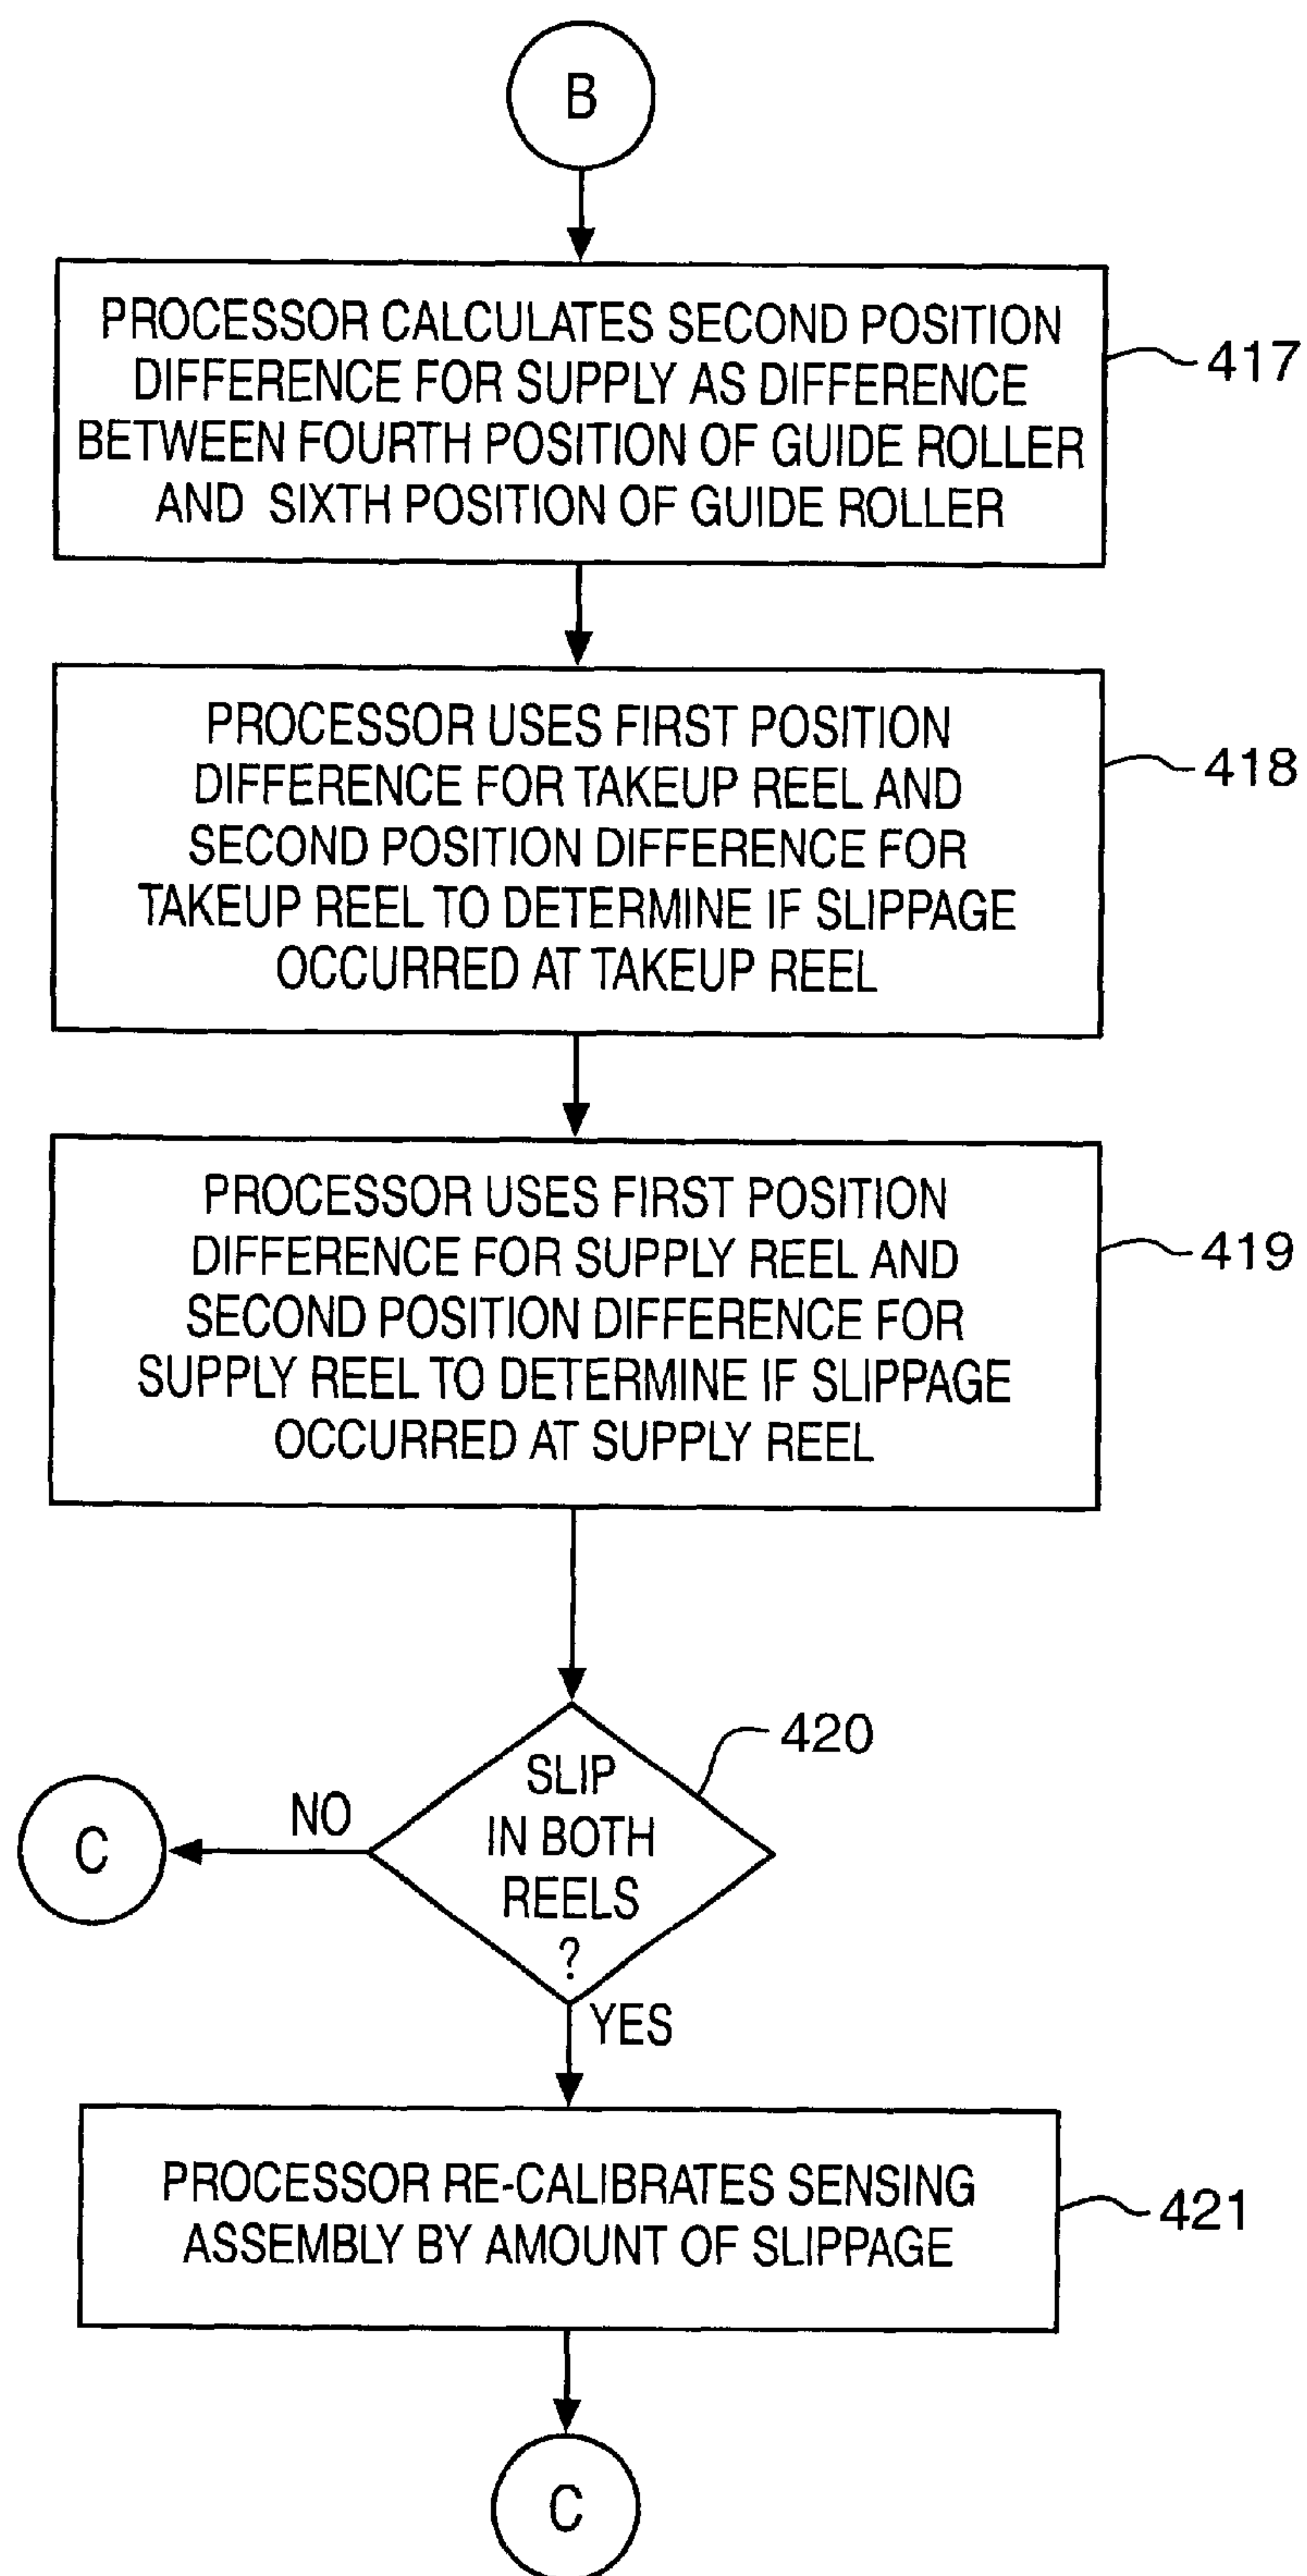 B
PROCESSOR CALCULATES SECOND POSITION
DIFFERENCE FOR SUPPLY AS DIFFERENCE
BETWEEN FOURTH POSITION OF GUIDE ROLLER
AND SIXTH POSITION OF GUIDE ROLLER
417
PROCESSOR USES FIRST POSITION
DIFFERENCE FOR TAKEUP REEL AND
SECOND POSITION DIFFERENCE FOR
TAKEUP REEL TO DETERMINE IF SLIPPAGE
OCCURRED AT TAKEUP REEL
418
PROCESSOR USES FIRST POSITION
DIFFERENCE FOR SUPPLY REEL AND
SECOND POSITION DIFFERENCE FOR
SUPPLY REEL TO DETERMINE IF SLIPPAGE
OCCURRED AT SUPPLY REEL
419
SLIP
IN BOTH
REELS
?
420
NO
C
YES
PROCESSOR RE-CALIBRATES SENSING
ASSEMBLY BY AMOUNT OF SLIPPAGE
421
C